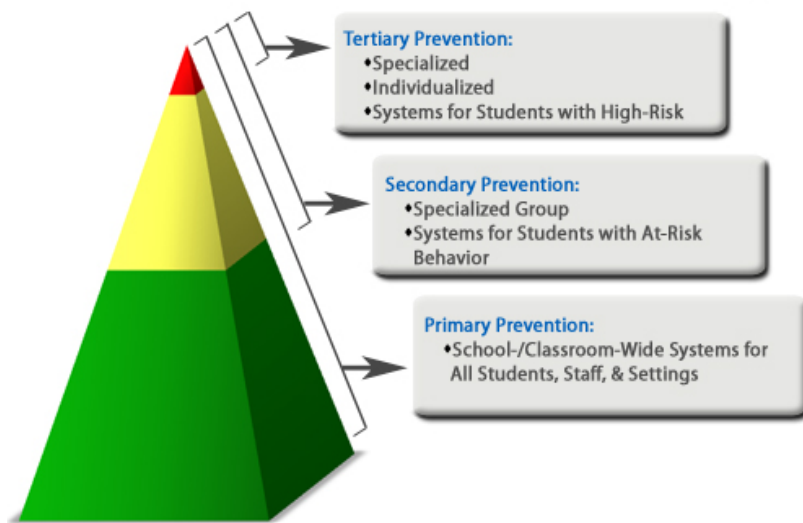 Tertiary Prevention:
♦Specialized
♦Individualized
♦Systems for Students with High-Risk
Secondary Prevention:
♦Specialized Group
♦Systems for Students with At-Risk
Behavior
Primary Prevention:
♦School-/Classroom-Wide Systems for
All Students, Staff, & Settings